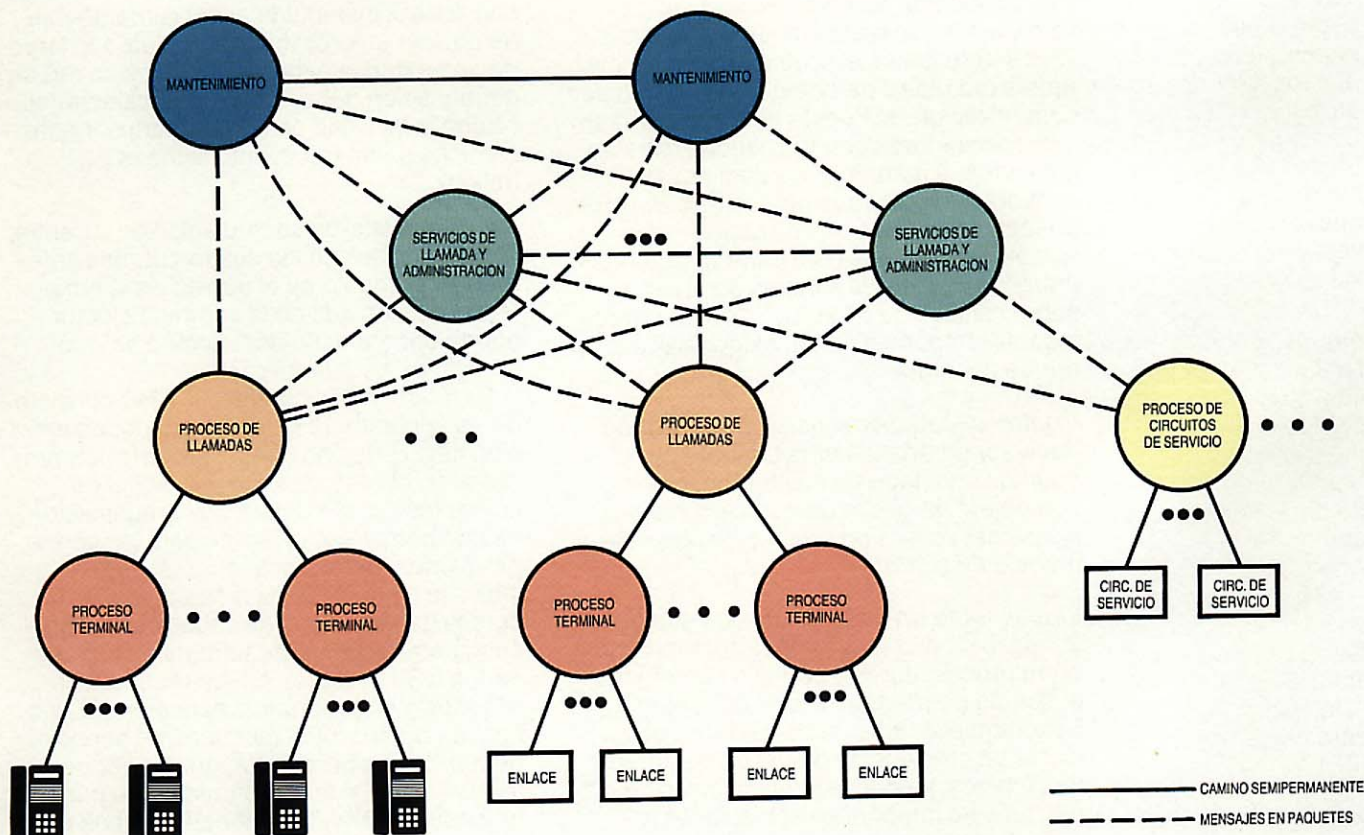 MANTENIMIENTO
MANTENIMIENTO
SERVICIOS DE
LLAMADA Y
ADMINISTRACION
SERVICIOS DE
LLAMADA Y
ADMINISTRACION
PROCESO DE
LLAMADAS
PROCESO DE
LLAMADAS
PROCESO DE
CIRCUITOS
DE SERVICIO
PROCESO
TERMINAL
PROCESO
TERMINAL
PROCESO
TERMINAL
PROCESO
TERMINAL
CIRC. DE
SERVICIO
CIRC. DE
SERVICIO
ENLACE
ENLACE
ENLACE
ENLACE
CAMINO SEMIPERMANENTE
MENSAJES EN PAQUETES